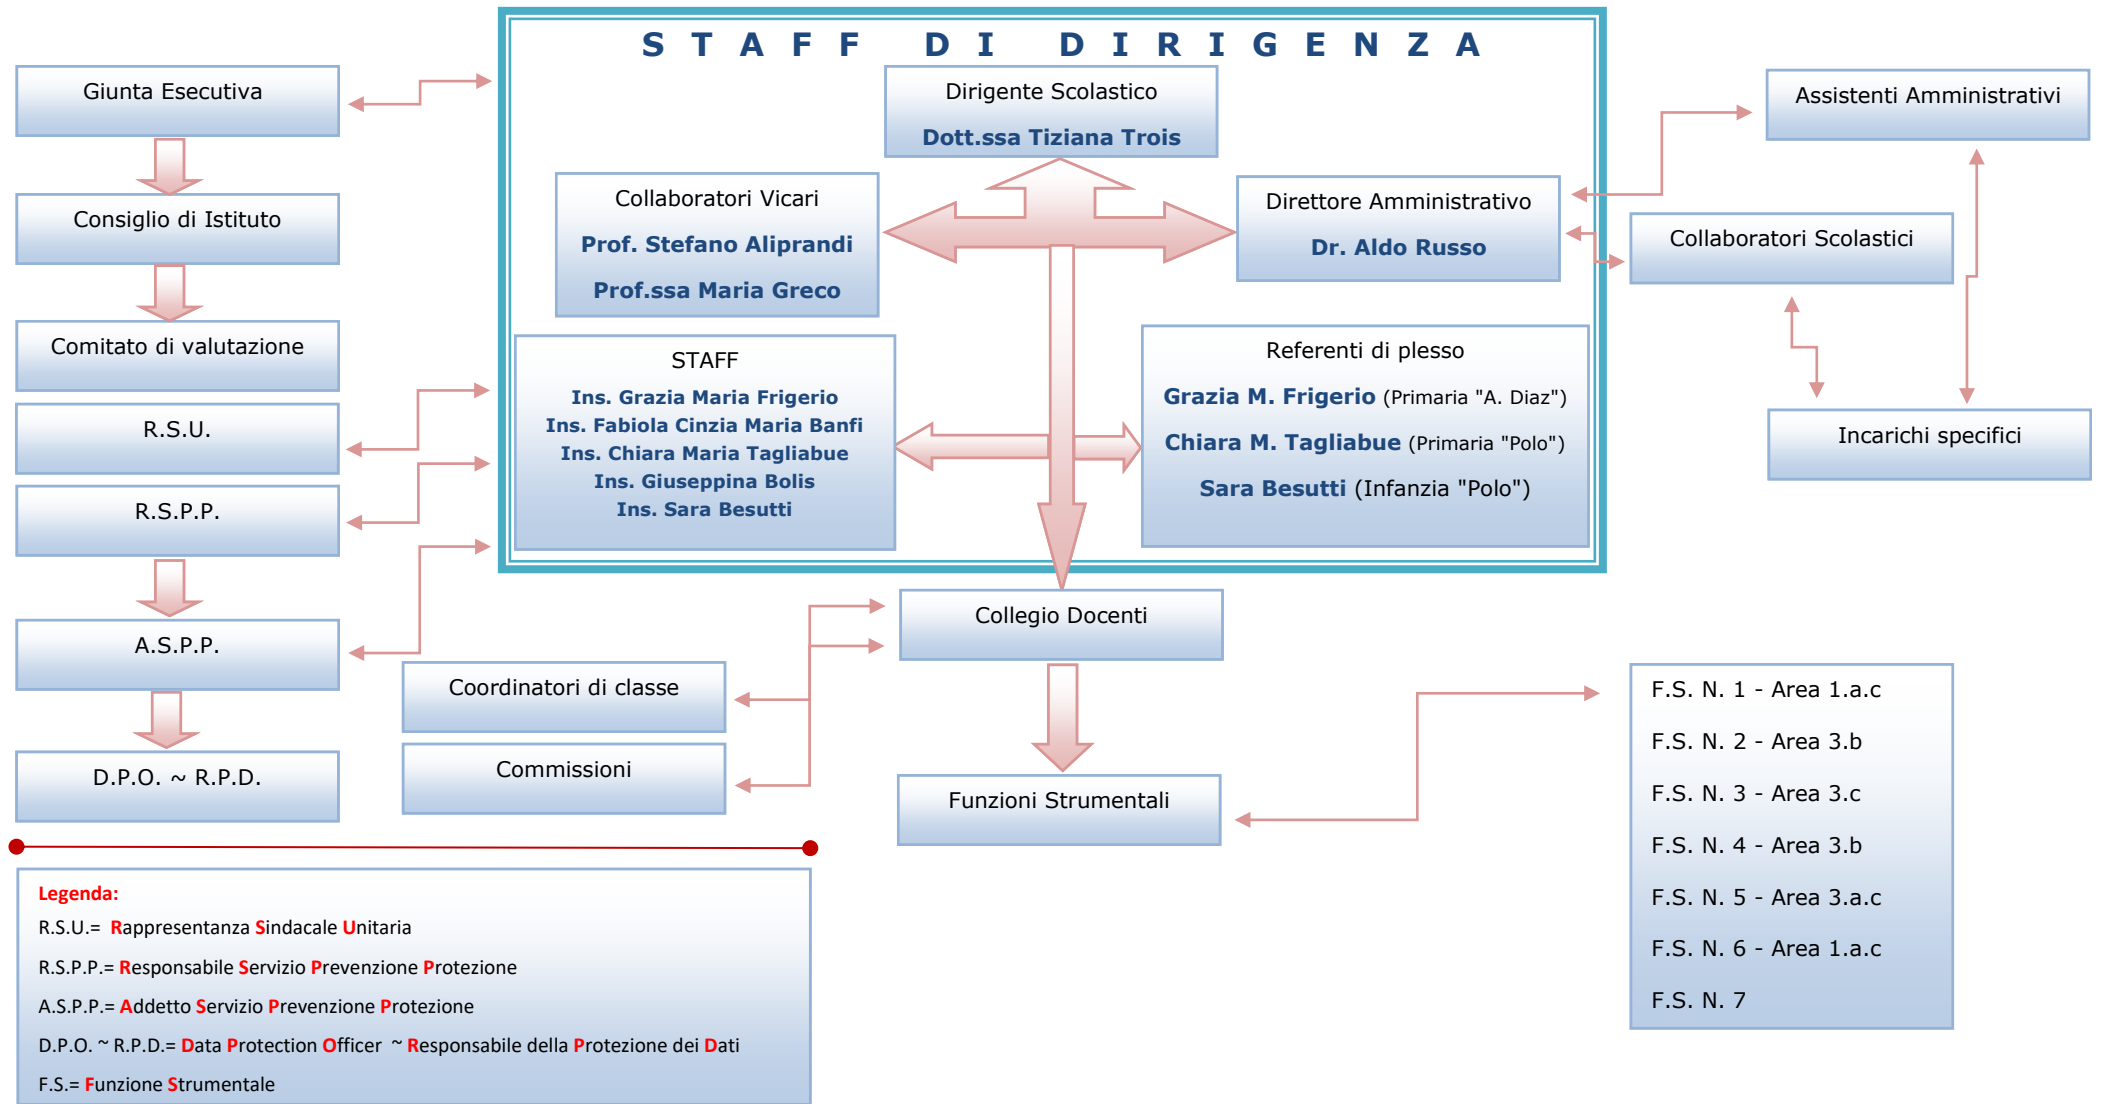 STAFF DI DIRIGENZA
Giunta Esecutiva
Consiglio di Istituto
Comitato di valutazione
R.S.U.
R.S.P.P.
A.S.P.P.
D.P.O. ~ R.P.D.
Dirigente Scolastico
Dott.ssa Tiziana Trois
Collaboratori Vicari
Prof. Stefano Aliprandi
Prof.ssa Maria Greco
Direttore Amministrativo
Dr. Aldo Russo
STAFF
Ins. Grazia Maria Frigerio
Ins. Fabiola Cinzia Maria Banfi
Ins. Chiara Maria Tagliabue
Ins. Giuseppina Bolis
Ins. Sara Besutti
Referenti di plesso
Grazia M. Frigerio (Primaria "A. Diaz")
Chiara M. Tagliabue (Primaria "Polo")
Sara Besutti (Infanzia "Polo")
Assistenti Amministrativi
Collaboratori Scolastici
Incarichi specifici
Collegio Docenti
Coordinatori di classe
Commissioni
Funzioni Strumentali
F.S. N. 1 - Area 1.a.c
F.S. N. 2 - Area 3.b
F.S. N. 3 - Area 3.c
F.S. N. 4 - Area 3.b
F.S. N. 5 - Area 3.a.c
F.S. N. 6 - Area 1.a.c
F.S. N. 7
Legenda:
R.S.U.= Rappresentanza Sindacale Unitaria
R.S.P.P.= Responsabile Servizio Prevenzione Protezione
A.S.P.P.= Addetto Servizio Prevenzione Protezione
D.P.O. ~ R.P.D.= Data Protection Officer ~ Responsabile della Protezione dei Dati
F.S.= Funzione Strumentale